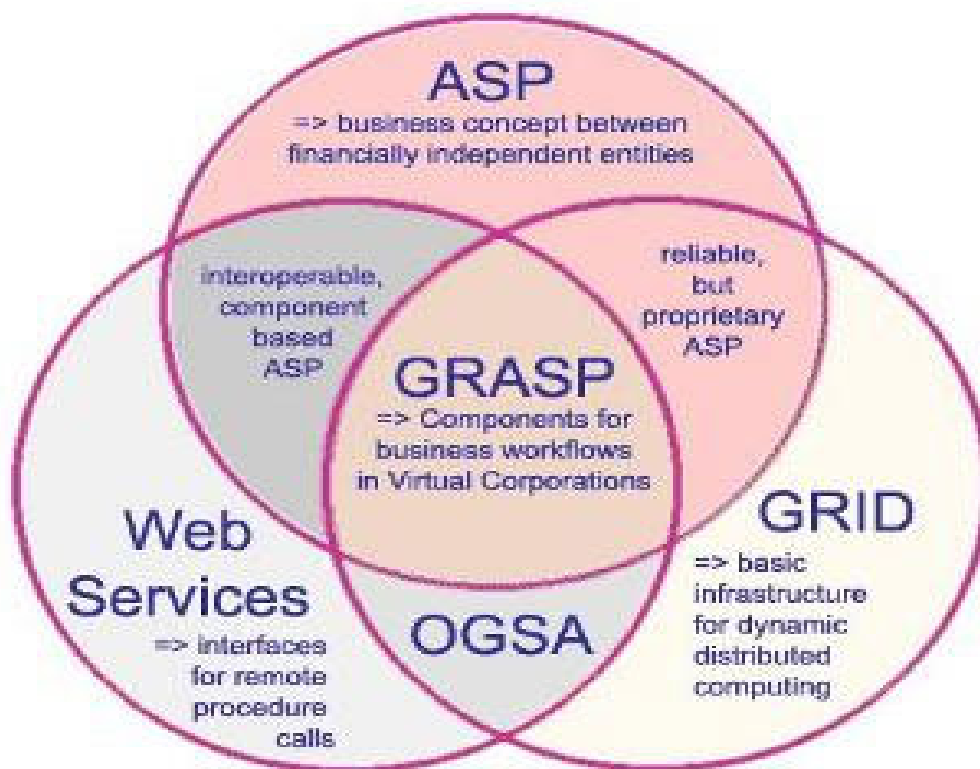 ASP
=> business concept between
financially independent entities
interoperable,
component
based
ASP
reliable,
but
proprietary
ASP
GRASP
=> Components for
business workflows
in Virtual Corporations
Web
Services
=> interfaces
for remote
procedure
calls
OGSA
GRID
=> basic
infrastructure
for dynamic
distributed
computing